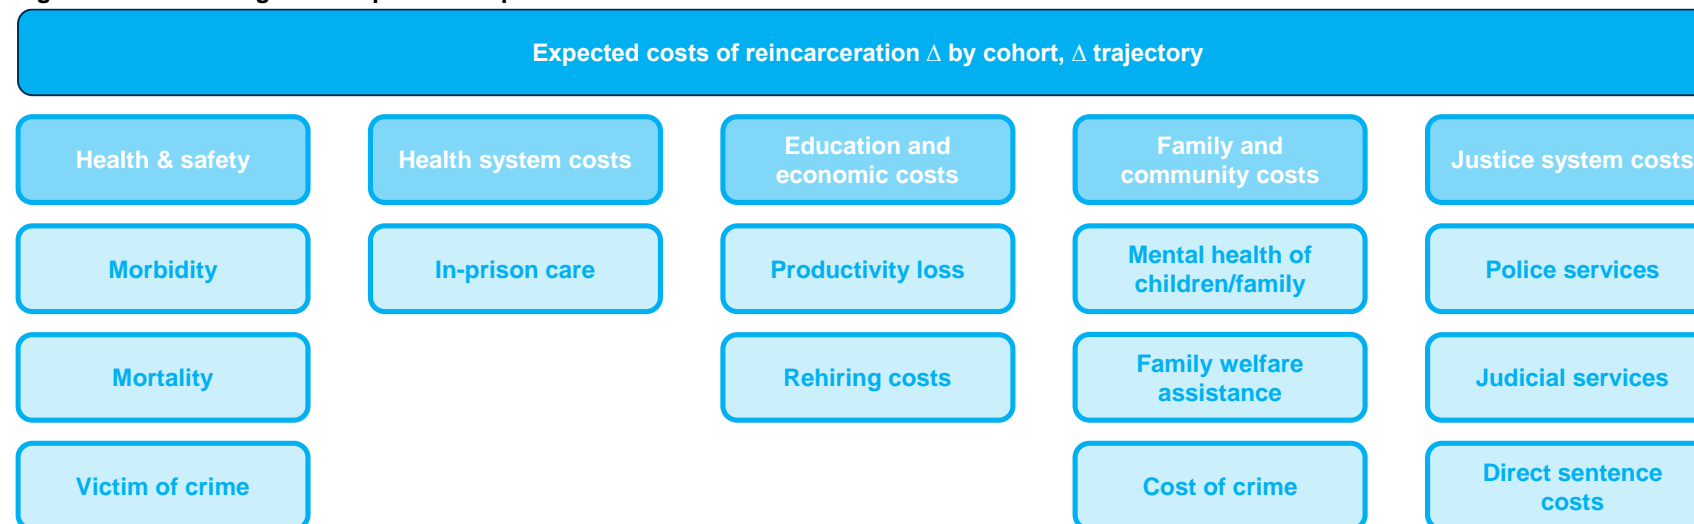 Expected costs of reincarceration ∆ by cohort, ∆ trajectory
Health & safety
Health system costs
Education and
economic costs
Family and
community costs
Justice system costs
Morbidity
In-prison care
Productivity loss
Mental health of
children/family
Police services
Mortality
Rehiring costs
Family welfare
assistance
Judicial services
Victim of crime
Cost of crime
Direct sentence
costs